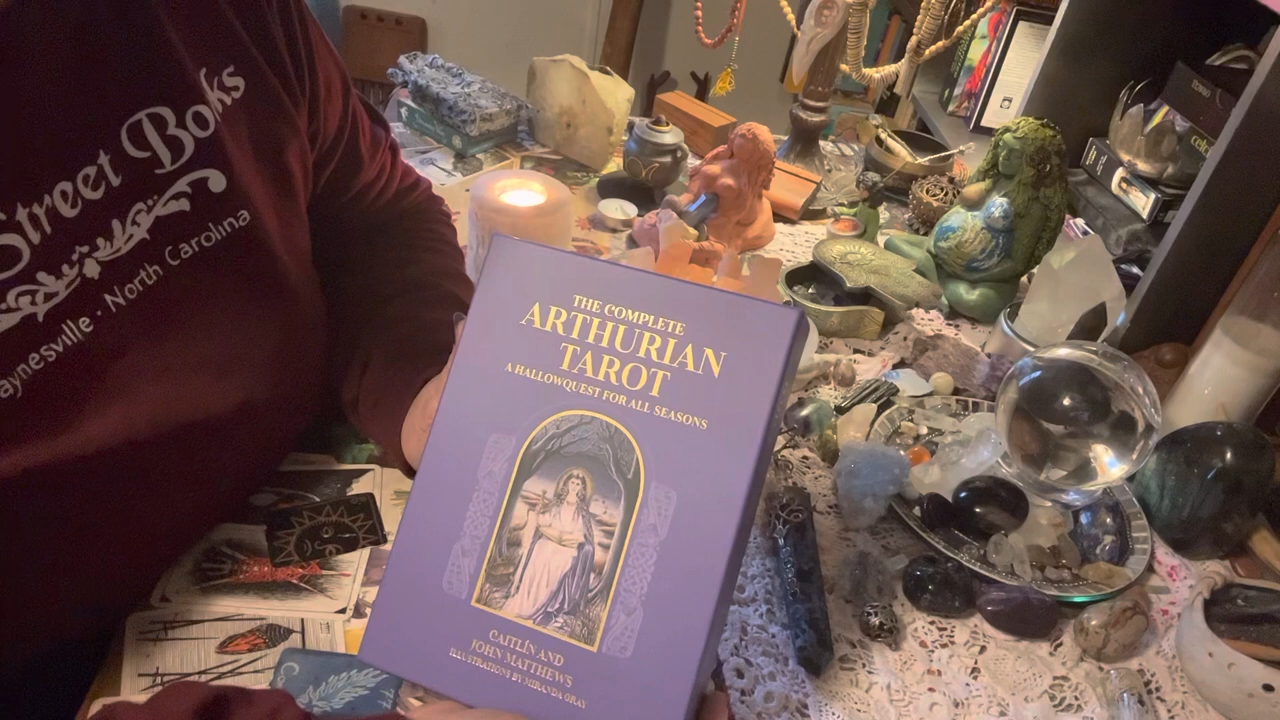 Street Books
aynesville · North Carolina
THE COMPLETE
ARTHURIAN
TAROT
A HALLOWQUEST FOR ALL SEASONS
CAITLÍN AND
JOHN MATTHEWS
ILLUSTRATIONS BY MIRANDA GRAY